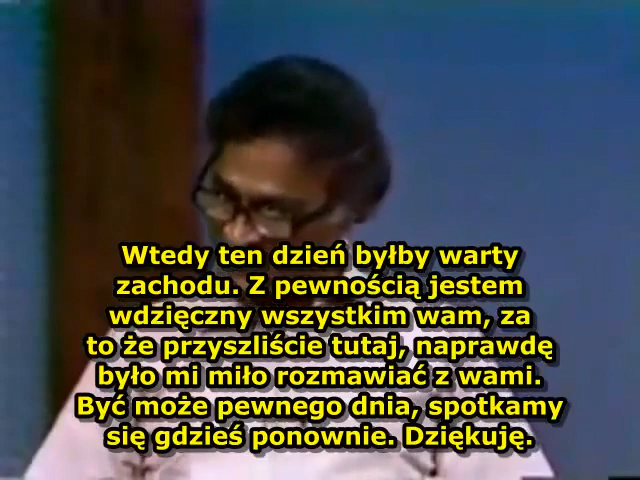 Wtedy ten dzień byłby warty
zachodu. Z pewnością jestem
wdzięczny wszystkim wam, za
to że przyszliście tutaj, naprawdę
było mi miło rozmawiać z wami.
Być może pewnego dnia, spotkamy
się gdzieś ponownie. Dziękuję.